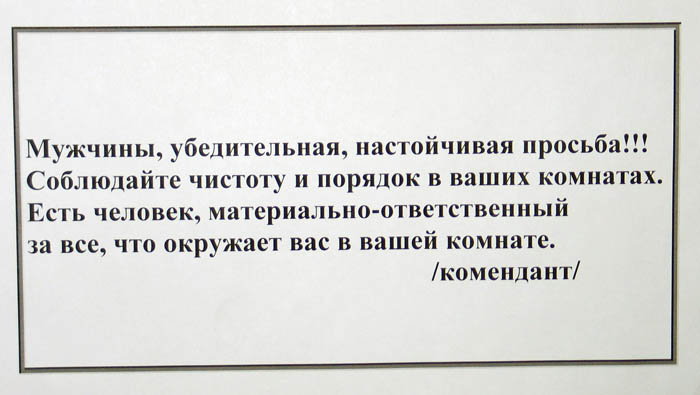 Мужчины, убедительная, настойчивая просьба!!!
Соблюдайте чистоту и порядок в ваших комнатах.
Есть человек, материально-ответственный
за все, что окружает вас в вашей комнате.
/комендант/